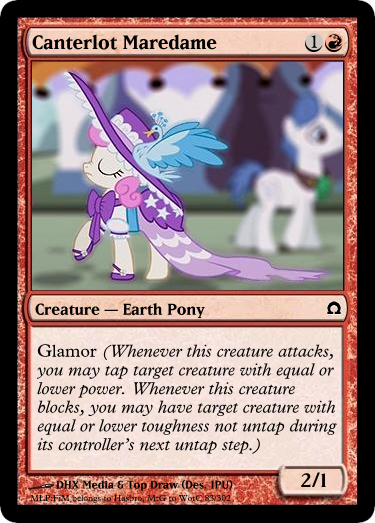 Canterlot Maredame 1
Creature — Earth Pony Ω
Glamor (Whenever this creature attacks,
you may tap target creature with equal or
lower power. Whenever this creature
blocks, you may have target creature with
equal or lower toughness not untap during
its controller's next untap step.)
DHX Media & Top Draw (Des. IPU)
MLP:FiM belongs to Hasbro, MtG to WotC. 83/302
2/1